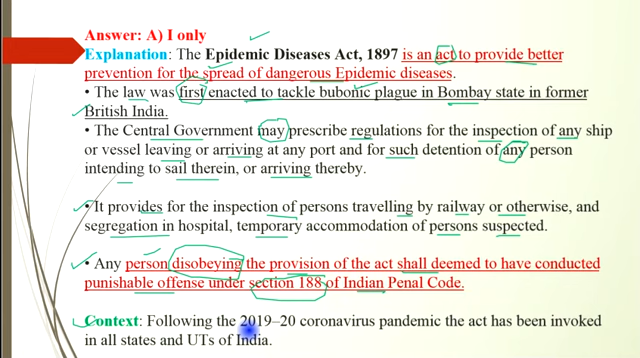 Answer: A) I only
Explanation: The Epidemic Diseases Act, 1897 is an act to provide better
prevention for the spread of dangerous Epidemic diseases.
• The law was first enacted to tackle bubonic plague in Bombay state in former
British India.
• The Central Government may prescribe regulations for the inspection of any ship
or vessel leaving or arriving at any port and for such detention of any person
intending to sail therein, or arriving thereby.
• It provides for the inspection of persons travelling by railway or otherwise, and
segregation in hospital, temporary accommodation of persons suspected.
• Any person disobeying the provision of the act shall deemed to have conducted
punishable offense under section 188 of Indian Penal Code.
Context: Following the 2019–20 coronavirus pandemic the act has been invoked
in all states and UTs of India.